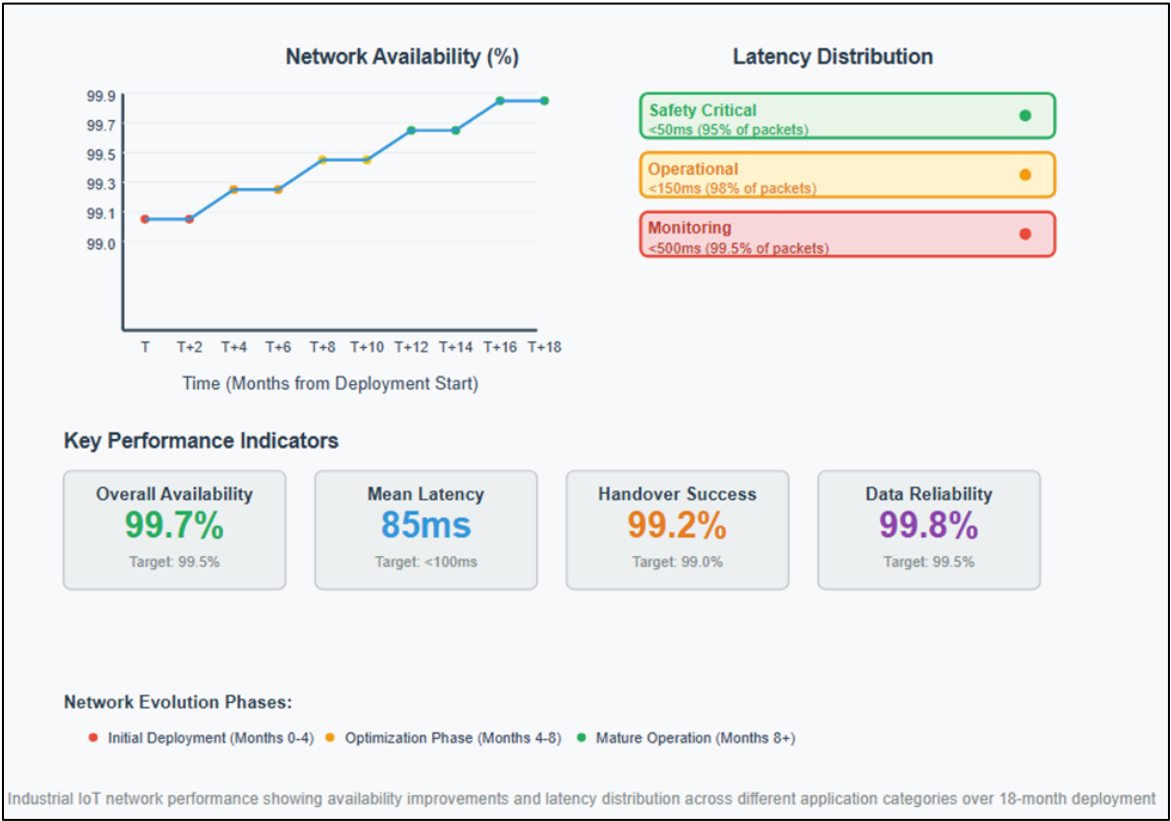 Network Availability (%)
99.9
99.7
99.5
99.3
99.1
99.0
T T+2 T+4 T+6 T+8 T+10 T+12 T+14 T+16 T+18
Time (Months from Deployment Start)
Latency Distribution
Safety Critical
<50ms (95% of packets)
Operational
<150ms (98% of packets)
Monitoring
<500ms (99.5% of packets)
Key Performance Indicators
Overall Availability
99.7%
Target: 99.5%
Mean Latency
85ms
Target: <100ms
Handover Success
99.2%
Target: 99.0%
Data Reliability
99.8%
Target: 99.5%
Network Evolution Phases:
Initial Deployment (Months 0-4) Optimization Phase (Months 4-8) Mature Operation (Months 8+)
Industrial IoT network performance showing availability improvements and latency distribution across different application categories over 18-month deployment